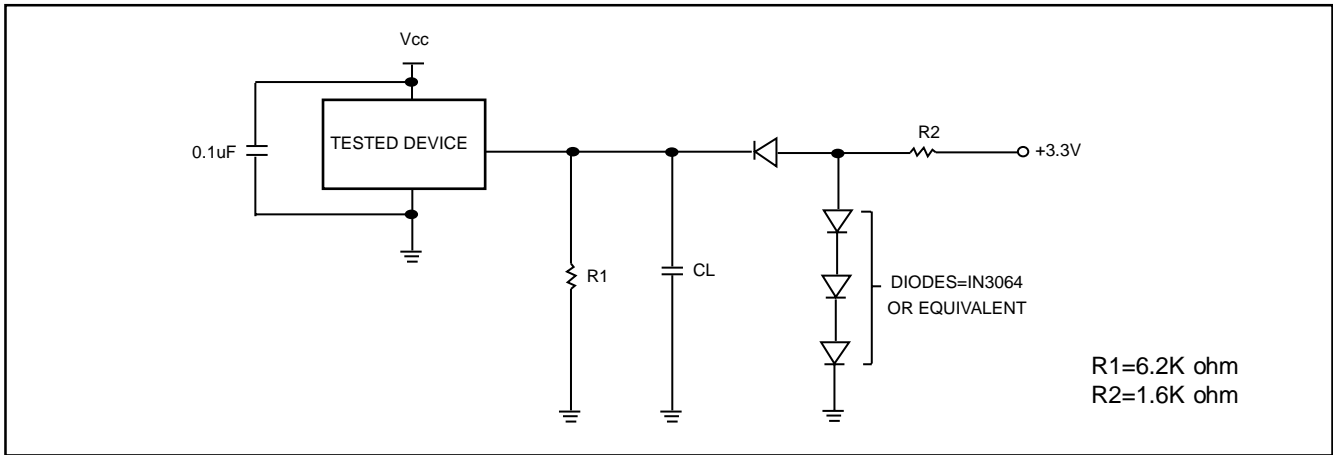 Vcc
0.1uF
TESTED DEVICE
R2
+3.3V
R1
CL
DIODES=IN3064
OR EQUIVALENT
R1=6.2K ohm
R2=1.6K ohm